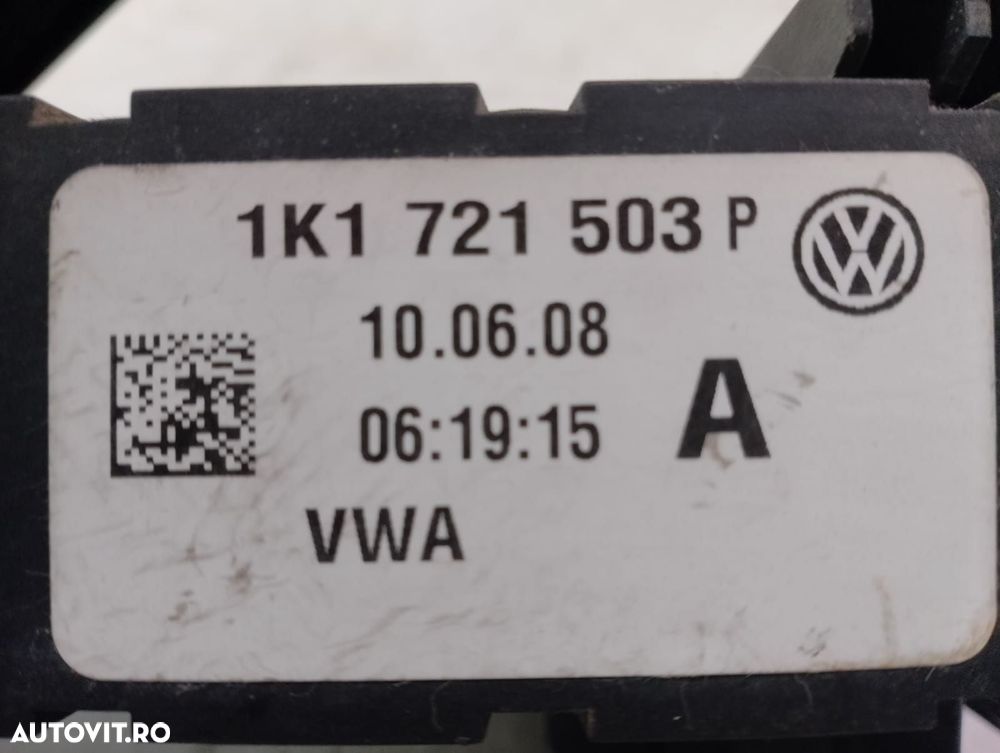 1K1 721 503 P
10.06.08
06:19:15
A
VWA
AUTOVIT.RO